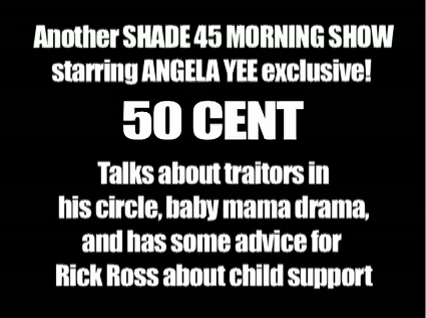 Another SHADE 45 MORNING SHOW
starring ANGELA YEE exclusive!
50 CENT
Talks about traitors in
his circle, baby mama drama,
and has some advice for
Rick Ross about child support